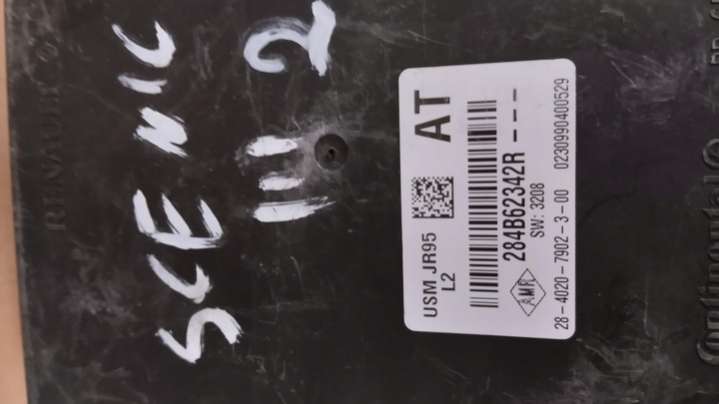 RENAULT
SCENIC
III 2
USM JR95
L2
AT
284B62342R---
SW: 3208
A.M.R
28-4020-7902-3-00 0230990400529
Continental